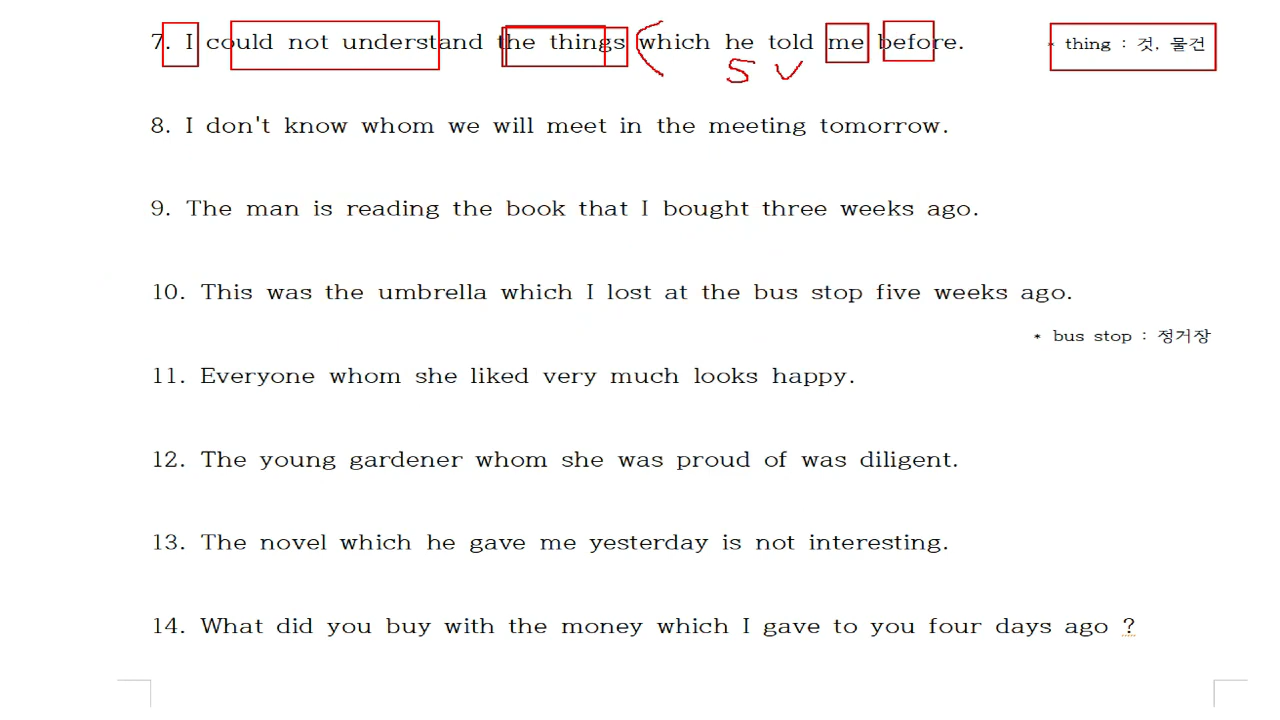 7. I could not understand the things which he told me before. * thing : 것, 물건
S V
8. I don't know whom we will meet in the meeting tomorrow.
9. The man is reading the book that I bought three weeks ago.
10. This was the umbrella which I lost at the bus stop five weeks ago.
* bus stop : 정거장
11. Everyone whom she liked very much looks happy.
12. The young gardener whom she was proud of was diligent.
13. The novel which he gave me yesterday is not interesting.
14. What did you buy with the money which I gave to you four days ago ?